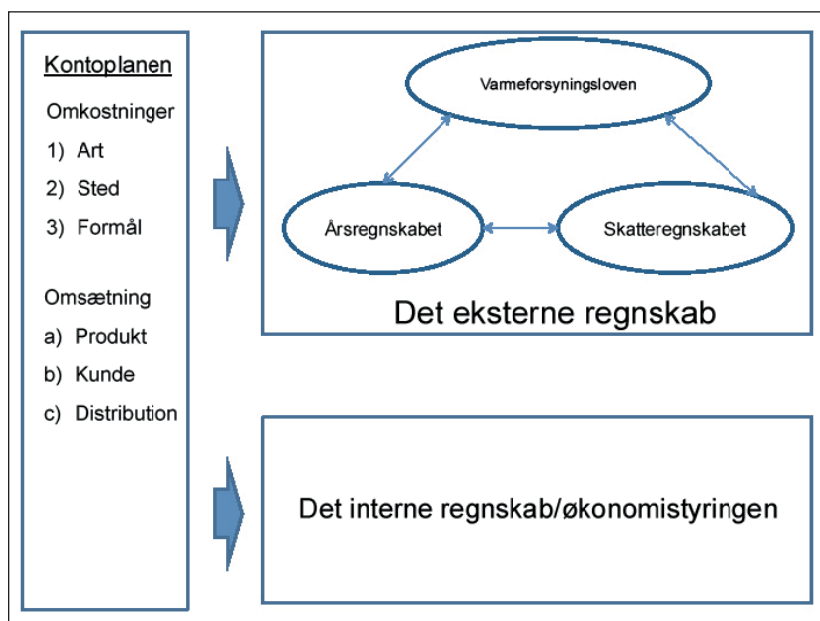 Kontoplanen
Omkostninger
1) Art
2) Sted
3) Formål
Omsætning
a) Produkt
b) Kunde
c) Distribution
Varmeforsyningsloven
Årsregnskabet
Skatteregnskabet
Det eksterne regnskab
Det interne regnskab/økonomistyringen